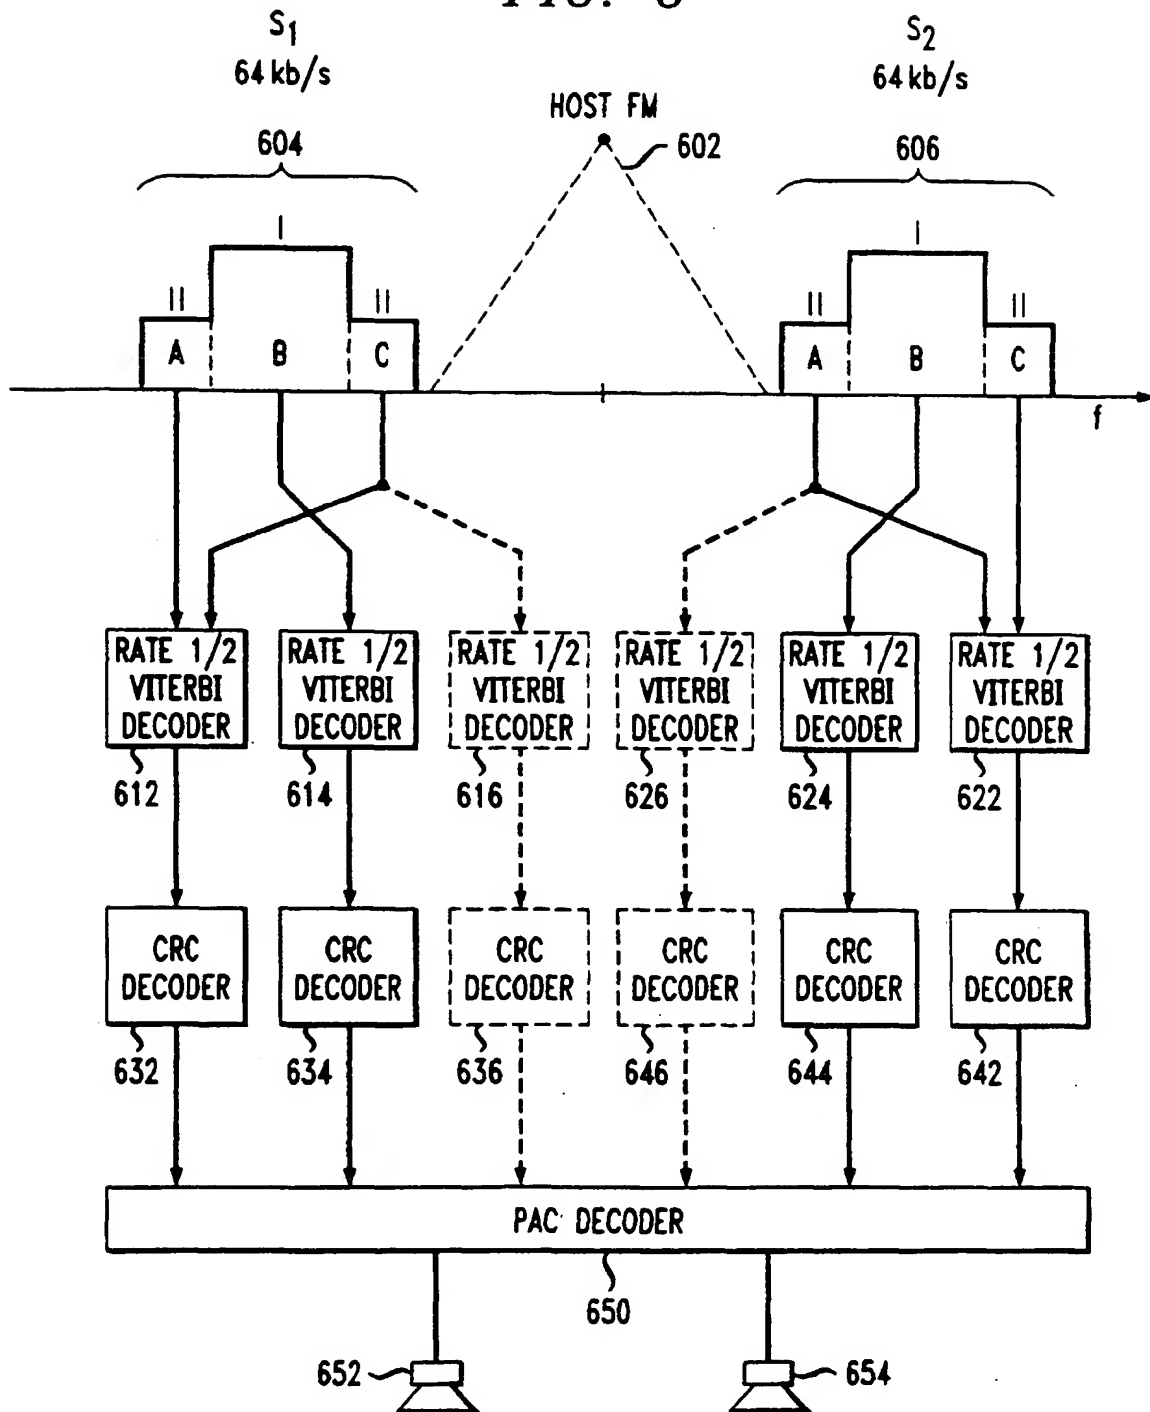 S1
64 kb/s
604
HOST FM
602
S2
64 kb/s
606
I
II
II
A
B
C
I
II
II
A
B
C
f
RATE 1/2
VITERBI
DECODER
612
RATE 1/2
VITERBI
DECODER
614
RATE 1/2
VITERBI
DECODER
616
RATE 1/2
VITERBI
DECODER
626
RATE 1/2
VITERBI
DECODER
624
RATE 1/2
VITERBI
DECODER
622
CRC
DECODER
632
CRC
DECODER
634
CRC
DECODER
636
CRC
DECODER
646
CRC
DECODER
644
CRC
DECODER
642
PAC DECODER
650
652
654